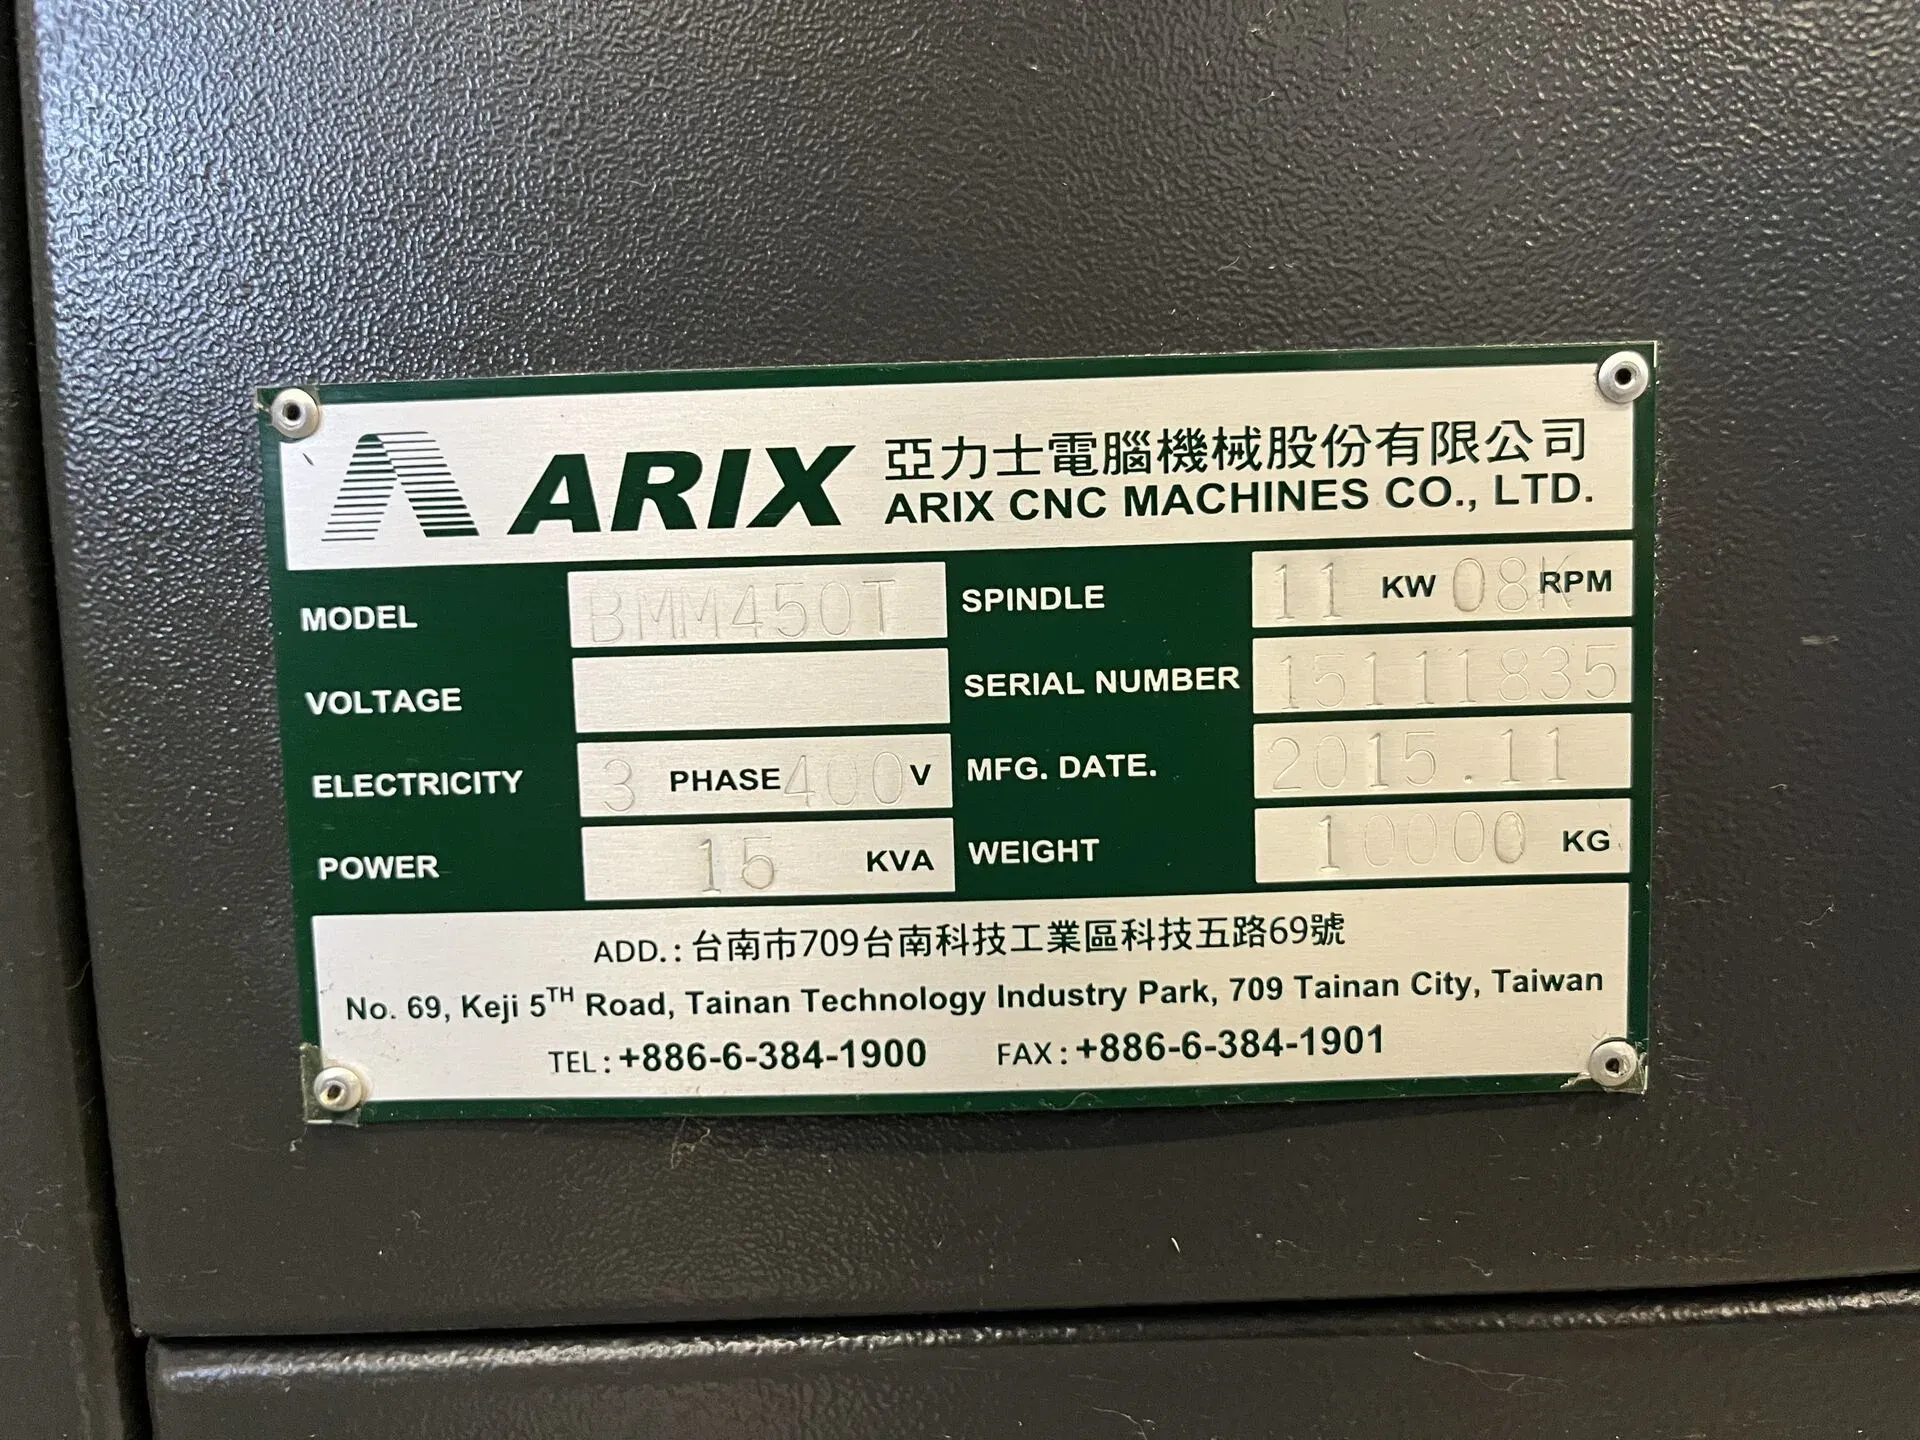 ARIX 亞力士電腦機械股份有限公司
ARIX CNC MACHINES CO., LTD.
MODEL BMM450T SPINDLE 11 KW 08K RPM
VOLTAGE SERIAL NUMBER 15111835
ELECTRICITY 3 PHASE 400 V MFG. DATE. 2015.11
POWER 15 KVA WEIGHT 10000 KG
ADD.: 台南市709台南科技工業區科技五路69號
No. 69, Keji 5TH Road, Tainan Technology Industry Park, 709 Tainan City, Taiwan
TEL: +886-6-384-1900 FAX: +886-6-384-1901